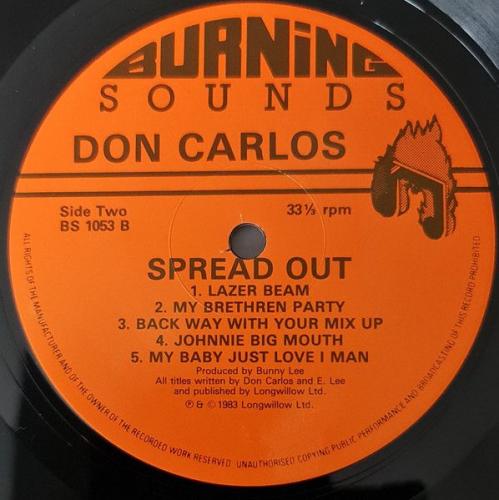 BURNING
SOUNDS
DON CARLOS
Side Two
BS 1053 B
33⅓ rpm
SPREAD OUT
1. LAZER BEAM
2. MY BRETHREN PARTY
3. BACK WAY WITH YOUR MIX UP
4. JOHNNIE BIG MOUTH
5. MY BABY JUST LOVE I MAN
Produced by Bunny Lee
All titles written by Don Carlos and E. Lee
and published by Longwillow Ltd.
℗ & © 1983 Longwillow Ltd.
ALL RIGHTS OF THE MANUFACTURER AND OF THE OWNER OF THE RECORDED WORK RESERVED. UNAUTHORISED COPYING PUBLIC PERFORMANCE AND BROADCASTING OF THIS RECORD PROHIBITED